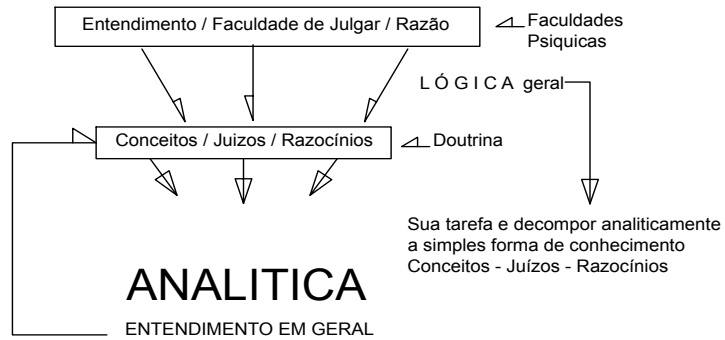 Entendimento / Faculdade de Julgar / Razão
Faculdades
Psiquicas
L Ó G I C A geral
Conceitos / Juizos / Razocínios
Doutrina
Sua tarefa e decompor analiticamente
a simples forma de conhecimento
Conceitos - Juízos - Razocínios
ANALITICA
ENTENDIMENTO EM GERAL